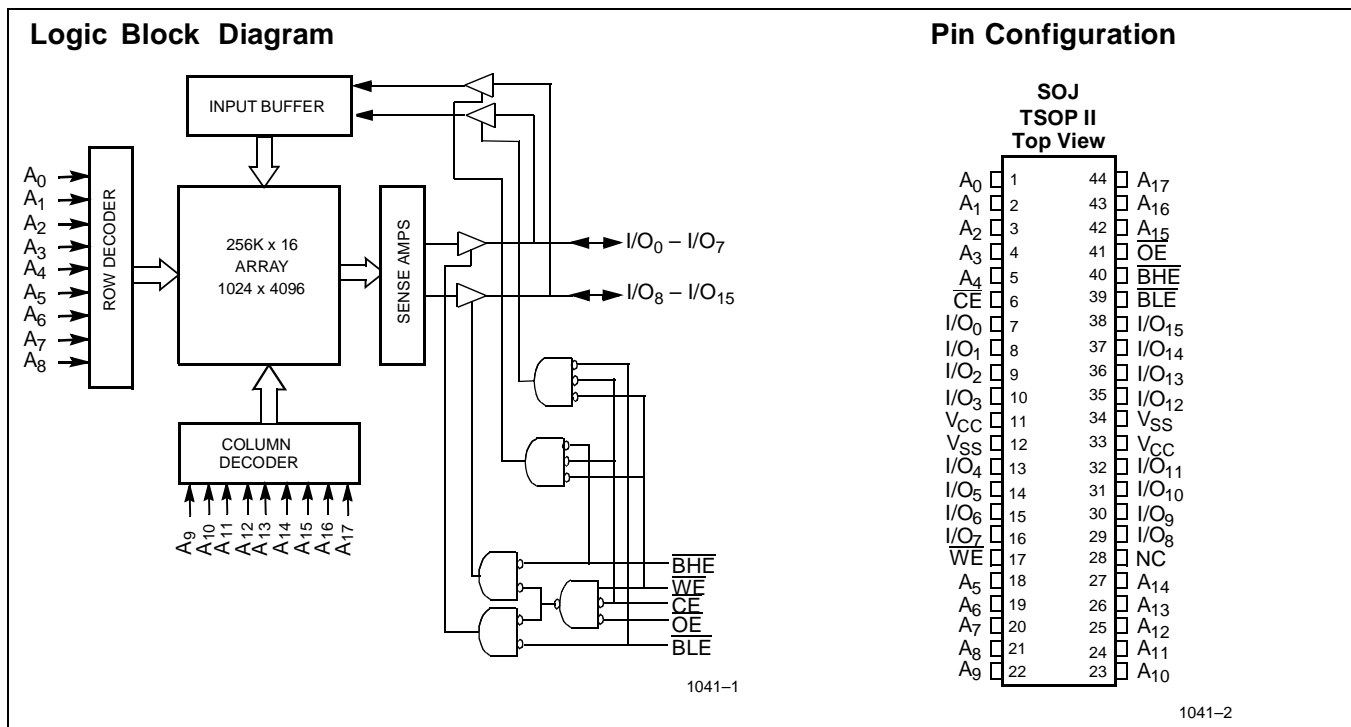 Logic Block Diagram
INPUT BUFFER
A0
A1
A2
A3
A4
A5
A6
A7
A8
ROW DECODER
256K x 16
ARRAY
1024 x 4096
SENSE AMPS
I/O0 – I/O7
I/O8 – I/O15
COLUMN
DECODER
A9
A10
A11
A12
A13
A14
A15
A16
A17
BHE
WE
CE
OE
BLE
1041–1
Pin Configuration
SOJ
TSOP II
Top View
A0 1 44 A17
A1 2 43 A16
A2 3 42 A15
A3 4 41 OE
A4 5 40 BHE
CE 6 39 BLE
I/O0 7 38 I/O15
I/O1 8 37 I/O14
I/O2 9 36 I/O13
I/O3 10 35 I/O12
VCC 11 34 VSS
VSS 12 33 VCC
I/O4 13 32 I/O11
I/O5 14 31 I/O10
I/O6 15 30 I/O9
I/O7 16 29 I/O8
WE 17 28 NC
A5 18 27 A14
A6 19 26 A13
A7 20 25 A12
A8 21 24 A11
A9 22 23 A10
1041–2